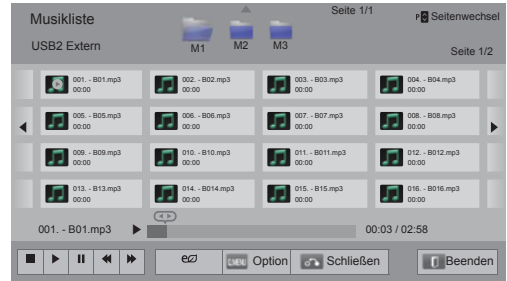 Musikliste
Seite 1/1
P Seitenwechsel
USB2 Extern
M1 M2 M3
Seite 1/2
001. - B01.mp3
00:00
002. - B02.mp3
00:00
003. - B03.mp3
00:00
004. - B04.mp3
00:00
005. - B05.mp3
00:00
006. - B06.mp3
00:00
007. - B07.mp3
00:00
008. - B08.mp3
00:00
009. - B09.mp3
00:00
010. - B10.mp3
00:00
011. - B011.mp3
00:00
012. - B012.mp3
00:00
013. - B13.mp3
00:00
014. - B014.mp3
00:00
015. - B15.mp3
00:00
016. - B016.mp3
00:00
001. - B01.mp3
00:03 / 02:58
e
Q.MENU Option
Schließen
Beenden